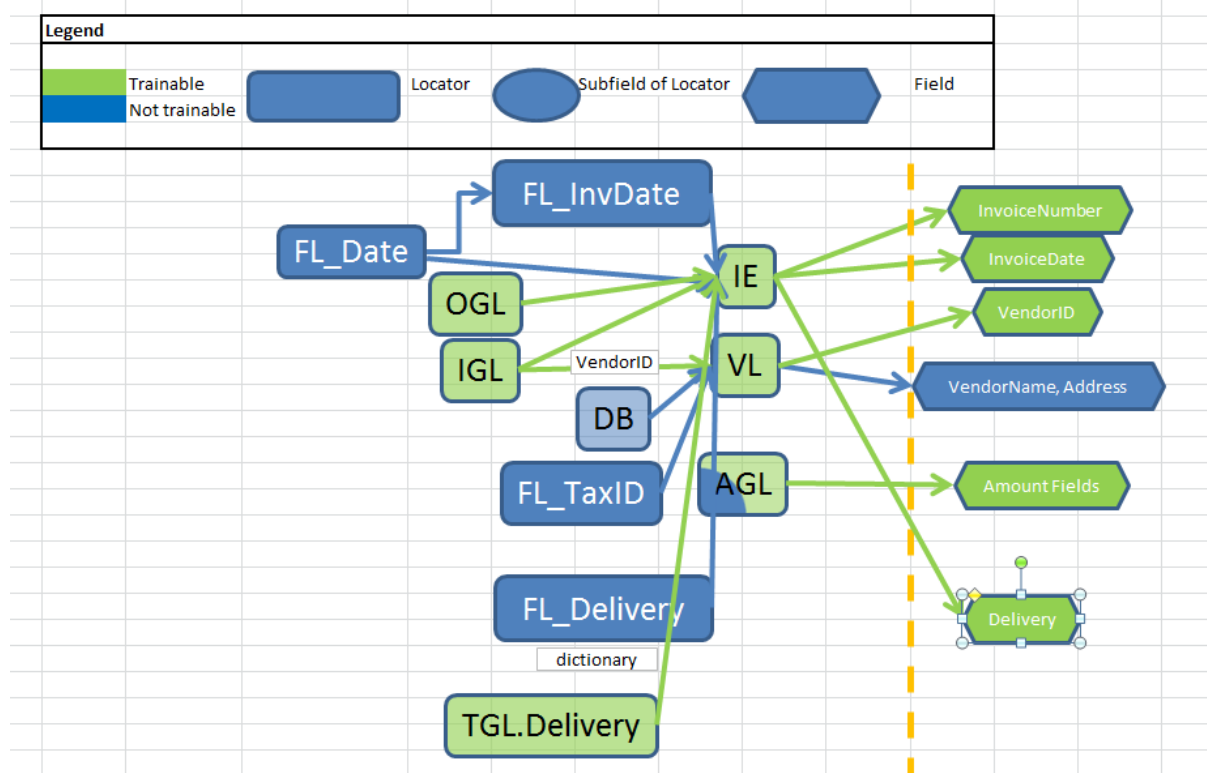 Legend
Trainable
Not trainable
Locator
Subfield of Locator
Field
FL_InvDate
FL_Date
OGL
IGL
VendorID
DB
FL_TaxID
IE
VL
AGL
FL_Delivery
dictionary
TGL.Delivery
InvoiceNumber
InvoiceDate
VendorID
VendorName, Address
Amount Fields
Delivery